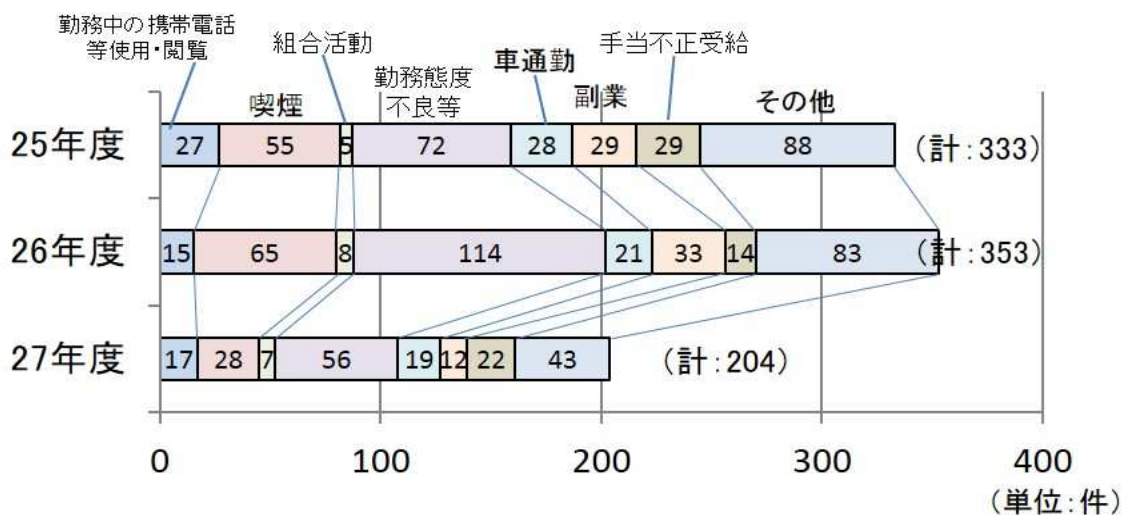 勤務中の携帯電話
等使用・閲覧
組合活動
手当不正受給
車通勤
勤務態度
不良等
喫煙
副業
その他
25年度
27
55
5
72
28
29
29
88
（計:333）
26年度
15
65
8
114
21
33
14
83
（計:353）
27年度
17
28
7
56
19
12
22
43
（計:204）
0
100
200
300
400
（単位:件）